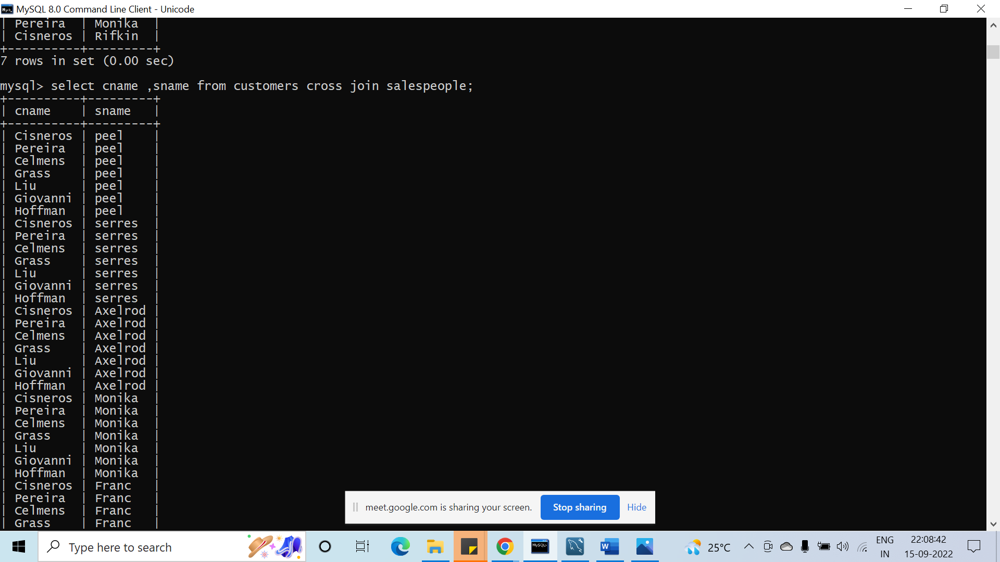 MySQL 8.0 Command Line Client - Unicode
| Pereira  | Monika  |
| Cisneros | Rifkin  |
+----------+---------+
7 rows in set (0.00 sec)
mysql> select cname ,sname from customers cross join salespeople;
+----------+---------+
| cname    | sname   |
+----------+---------+
| Cisneros | peel    |
| Pereira  | peel    |
| Celmens  | peel    |
| Grass    | peel    |
| Liu      | peel    |
| Giovanni | peel    |
| Hoffman  | peel    |
| Cisneros | serres  |
| Pereira  | serres  |
| Celmens  | serres  |
| Grass    | serres  |
| Liu      | serres  |
| Giovanni | serres  |
| Hoffman  | serres  |
| Cisneros | Axelrod |
| Pereira  | Axelrod |
| Celmens  | Axelrod |
| Grass    | Axelrod |
| Liu      | Axelrod |
| Giovanni | Axelrod |
| Hoffman  | Axelrod |
| Cisneros | Monika  |
| Pereira  | Monika  |
| Celmens  | Monika  |
| Grass    | Monika  |
| Liu      | Monika  |
| Giovanni | Monika  |
| Hoffman  | Monika  |
| Cisneros | Franc   |
| Pereira  | Franc   |
| Celmens  | Franc   |
| Grass    | Franc   |
meet.google.com is sharing your screen. Stop sharing Hide
Type here to search
MySQL>
W
25°C
ENG
IN
22:08:42
15-09-2022